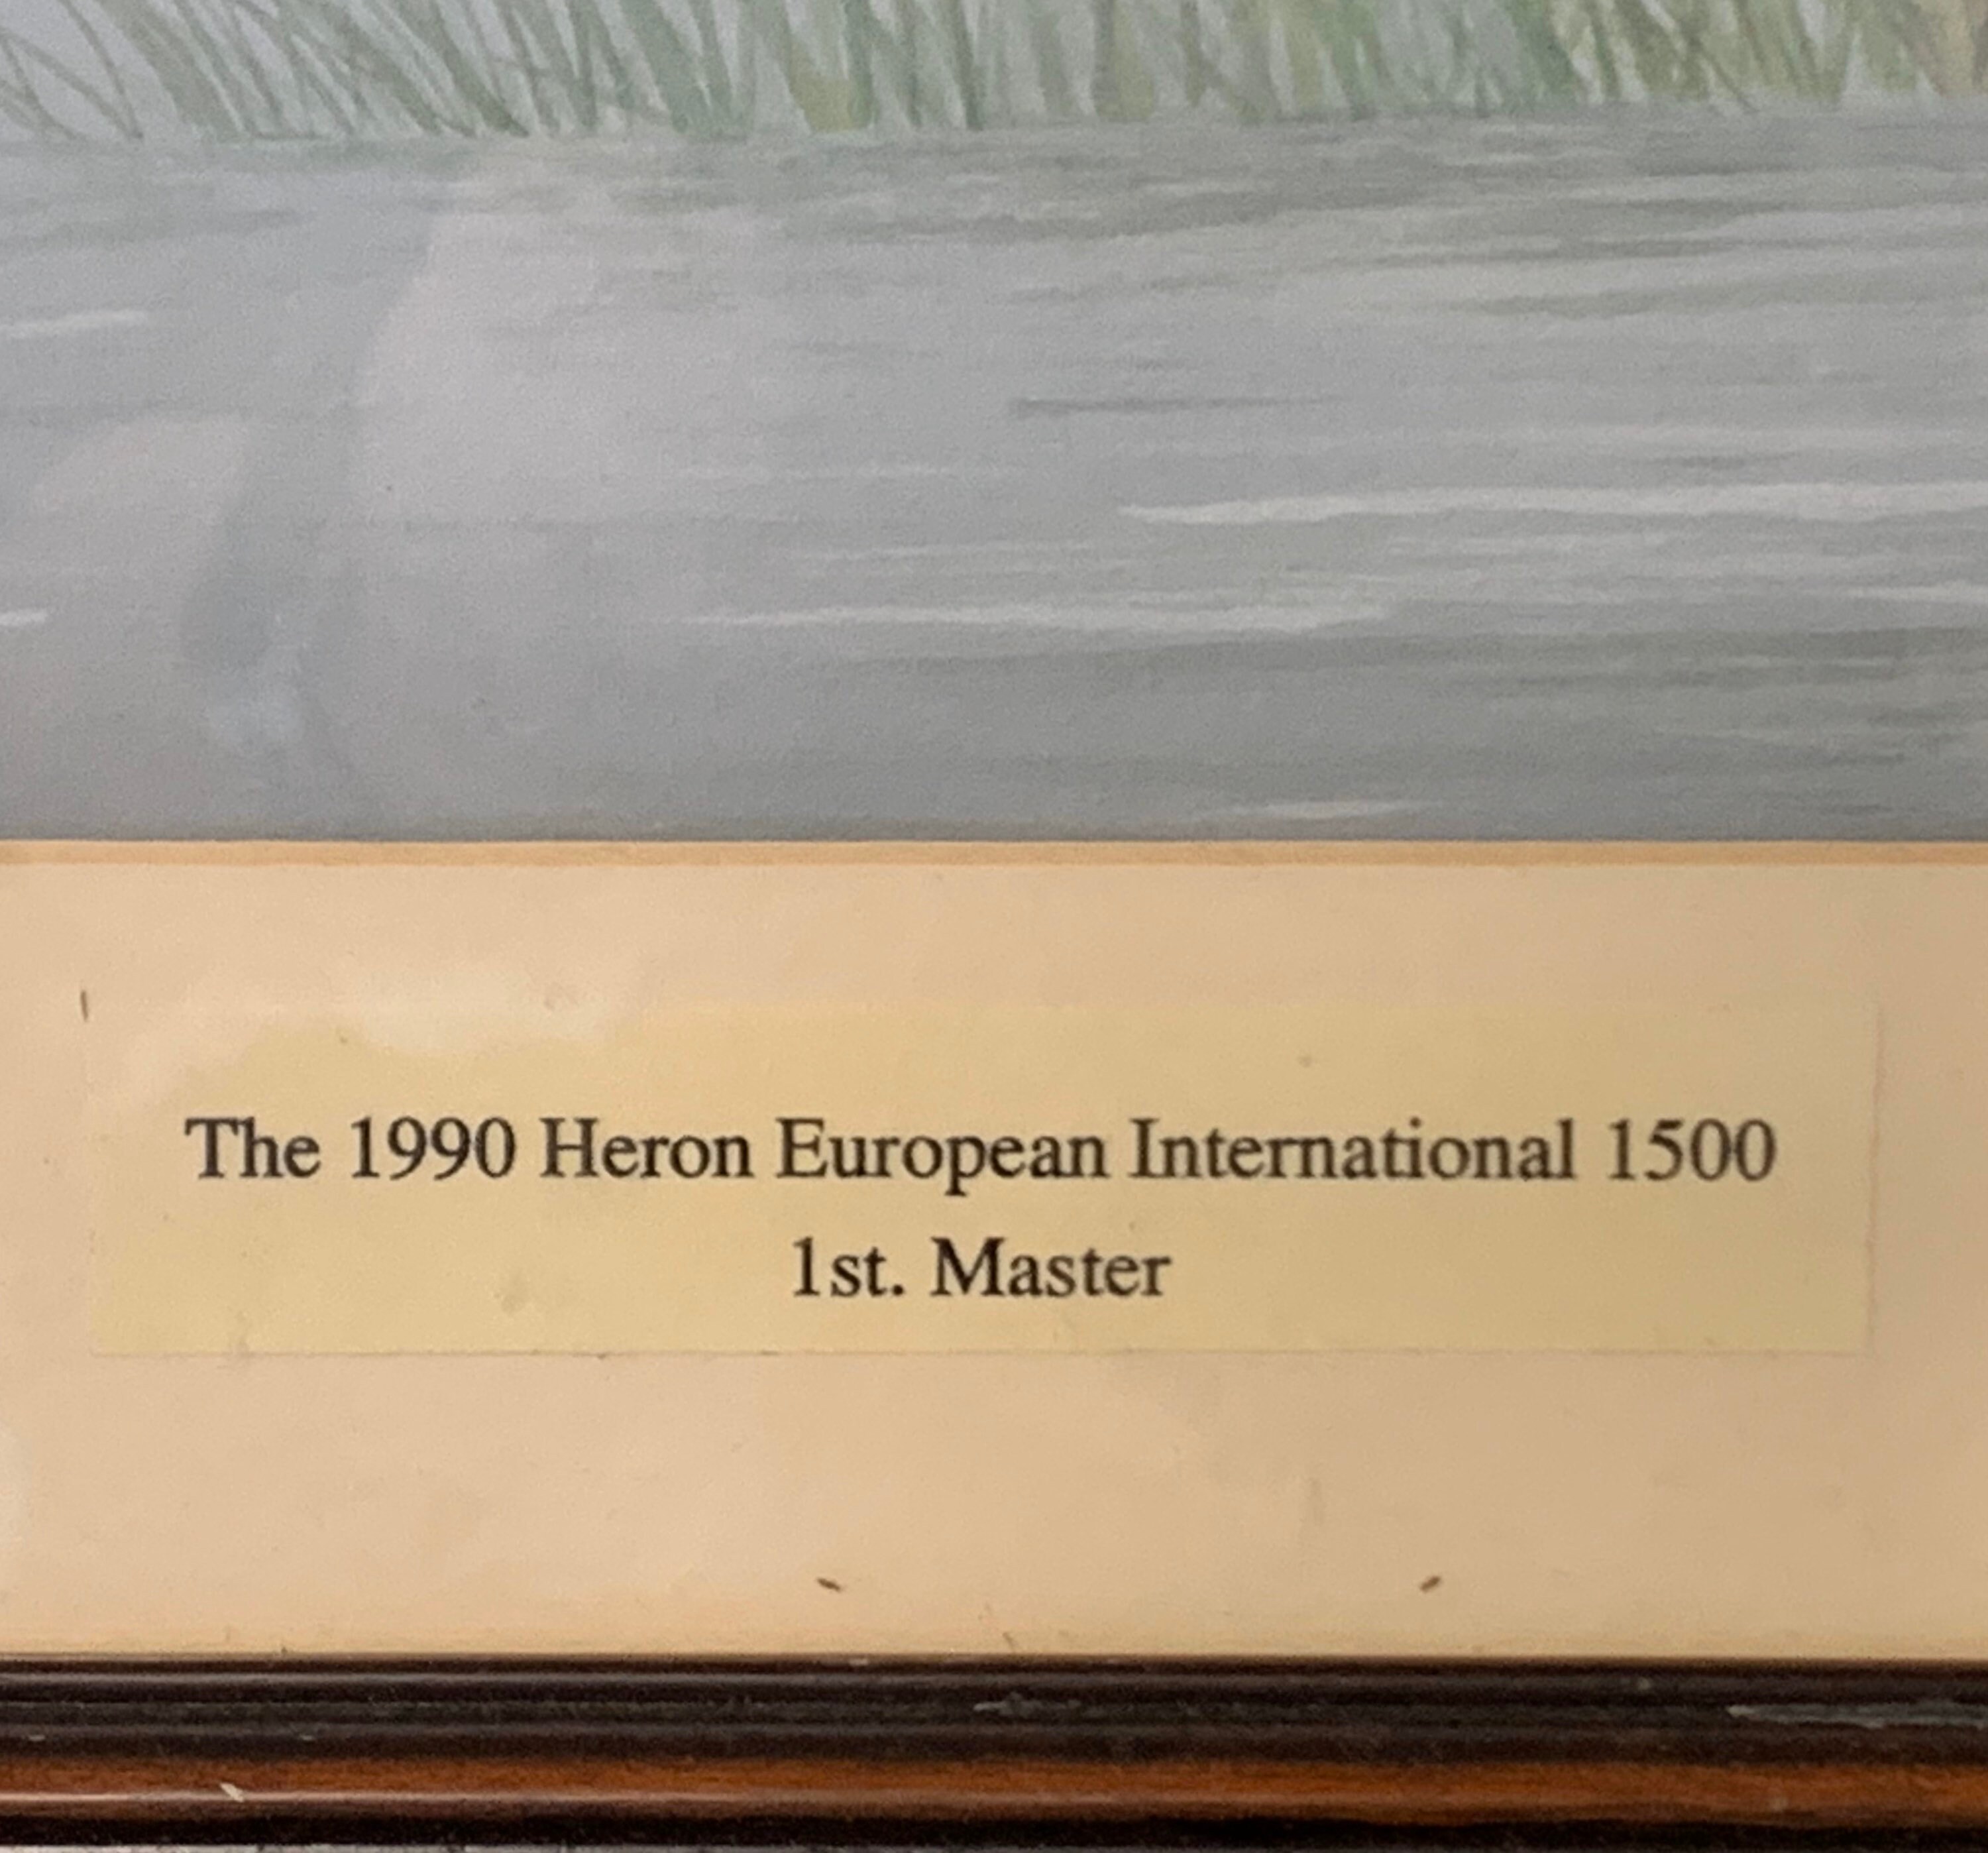 The 1990 Heron European International 1500
1st. Master